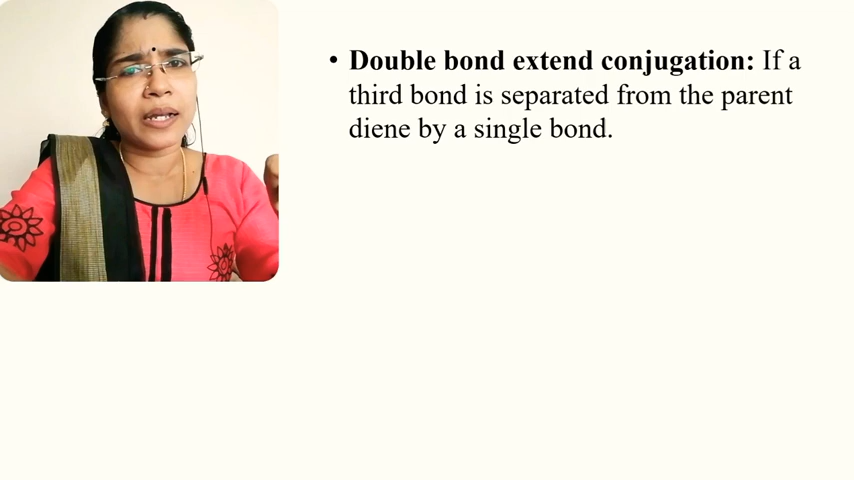 • Double bond extend conjugation: If a
third bond is separated from the parent
diene by a single bond.